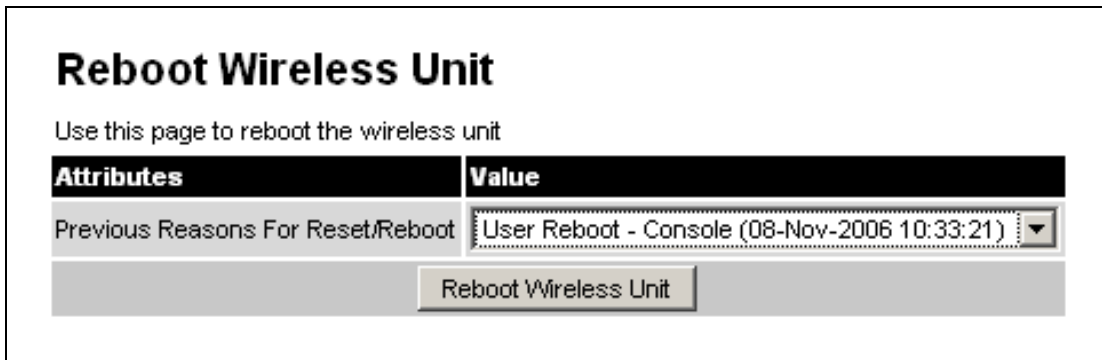 Reboot Wireless Unit
Use this page to reboot the wireless unit
Attributes Value
Previous Reasons For Reset/Reboot User Reboot - Console (08-Nov-2006 10:33:21)
Reboot Wireless Unit